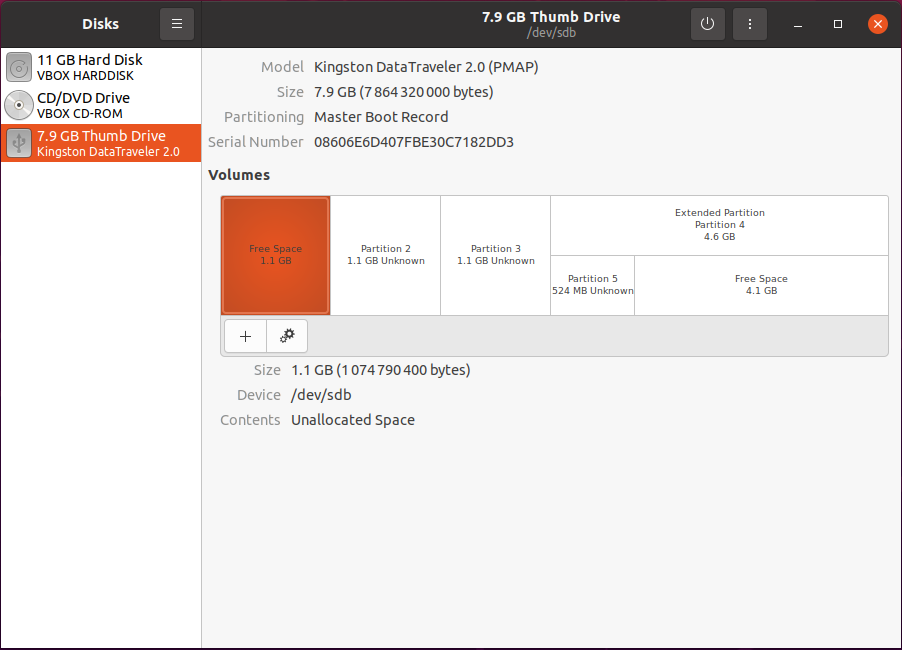 Disks
7.9 GB Thumb Drive
/dev/sdb
11 GB Hard Disk
VBOX HARDDISK
CD/DVD Drive
VBOX CD-ROM
7.9 GB Thumb Drive
Kingston DataTraveler 2.0
Model Kingston DataTraveler 2.0 (PMAP)
Size 7.9 GB (7 864 320 000 bytes)
Partitioning Master Boot Record
Serial Number 08606E6D407FBE30C7182DD3
Volumes
Free Space
1.1 GB
Partition 2
1.1 GB Unknown
Partition 3
1.1 GB Unknown
Extended Partition
Partition 4
4.6 GB
Partition 5
524 MB Unknown
Free Space
4.1 GB
Size 1.1 GB (1 074 790 400 bytes)
Device /dev/sdb
Contents Unallocated Space